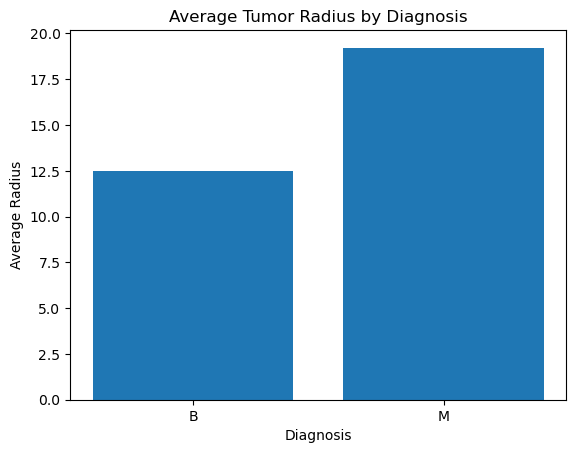 Average Tumor Radius by Diagnosis
20.0
17.5
15.0
12.5
10.0
7.5
5.0
2.5
0.0
Average Radius
B
M
Diagnosis